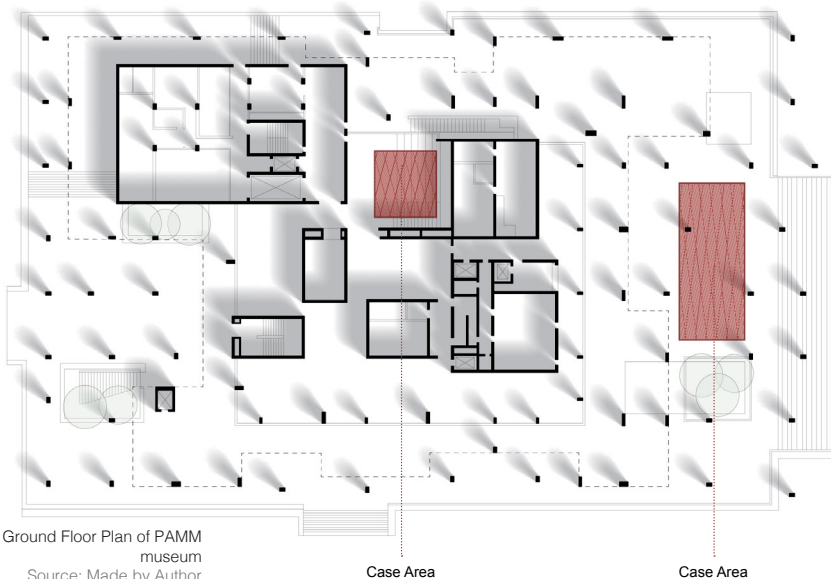 Ground Floor Plan of PAMM
museum
Source: Made by Author
Case Area
Case Area